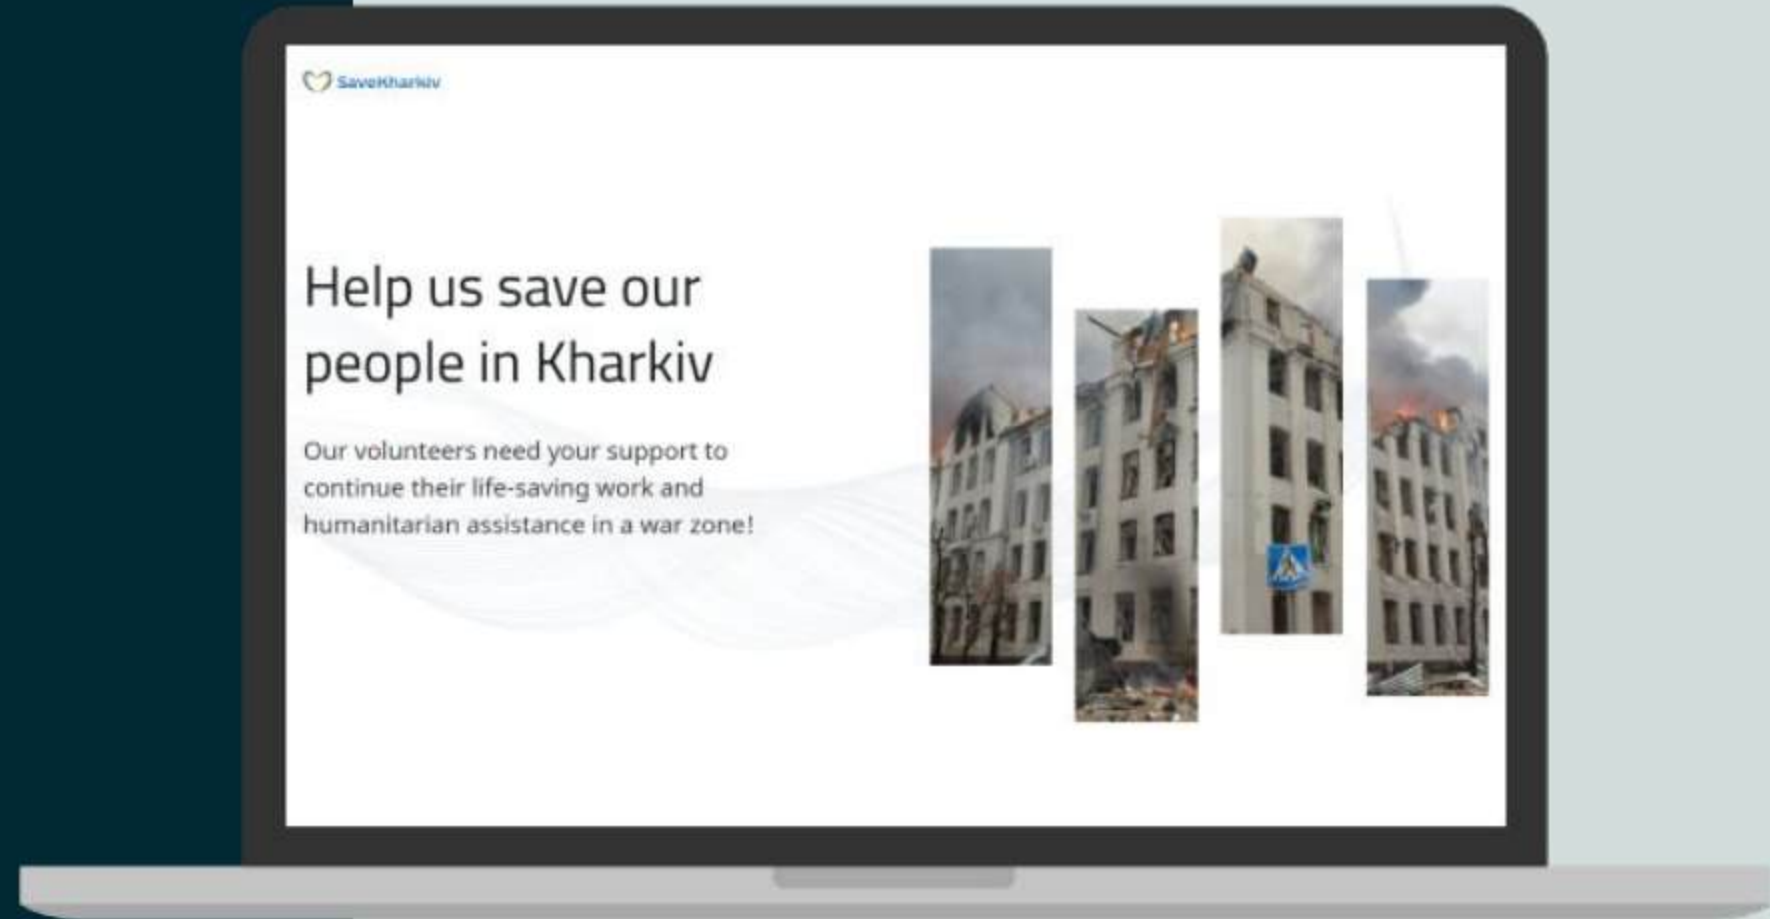 SaveKharkiv
Help us save our
people in Kharkiv
Our volunteers need your support to
continue their life-saving work and
humanitarian assistance in a war zone!